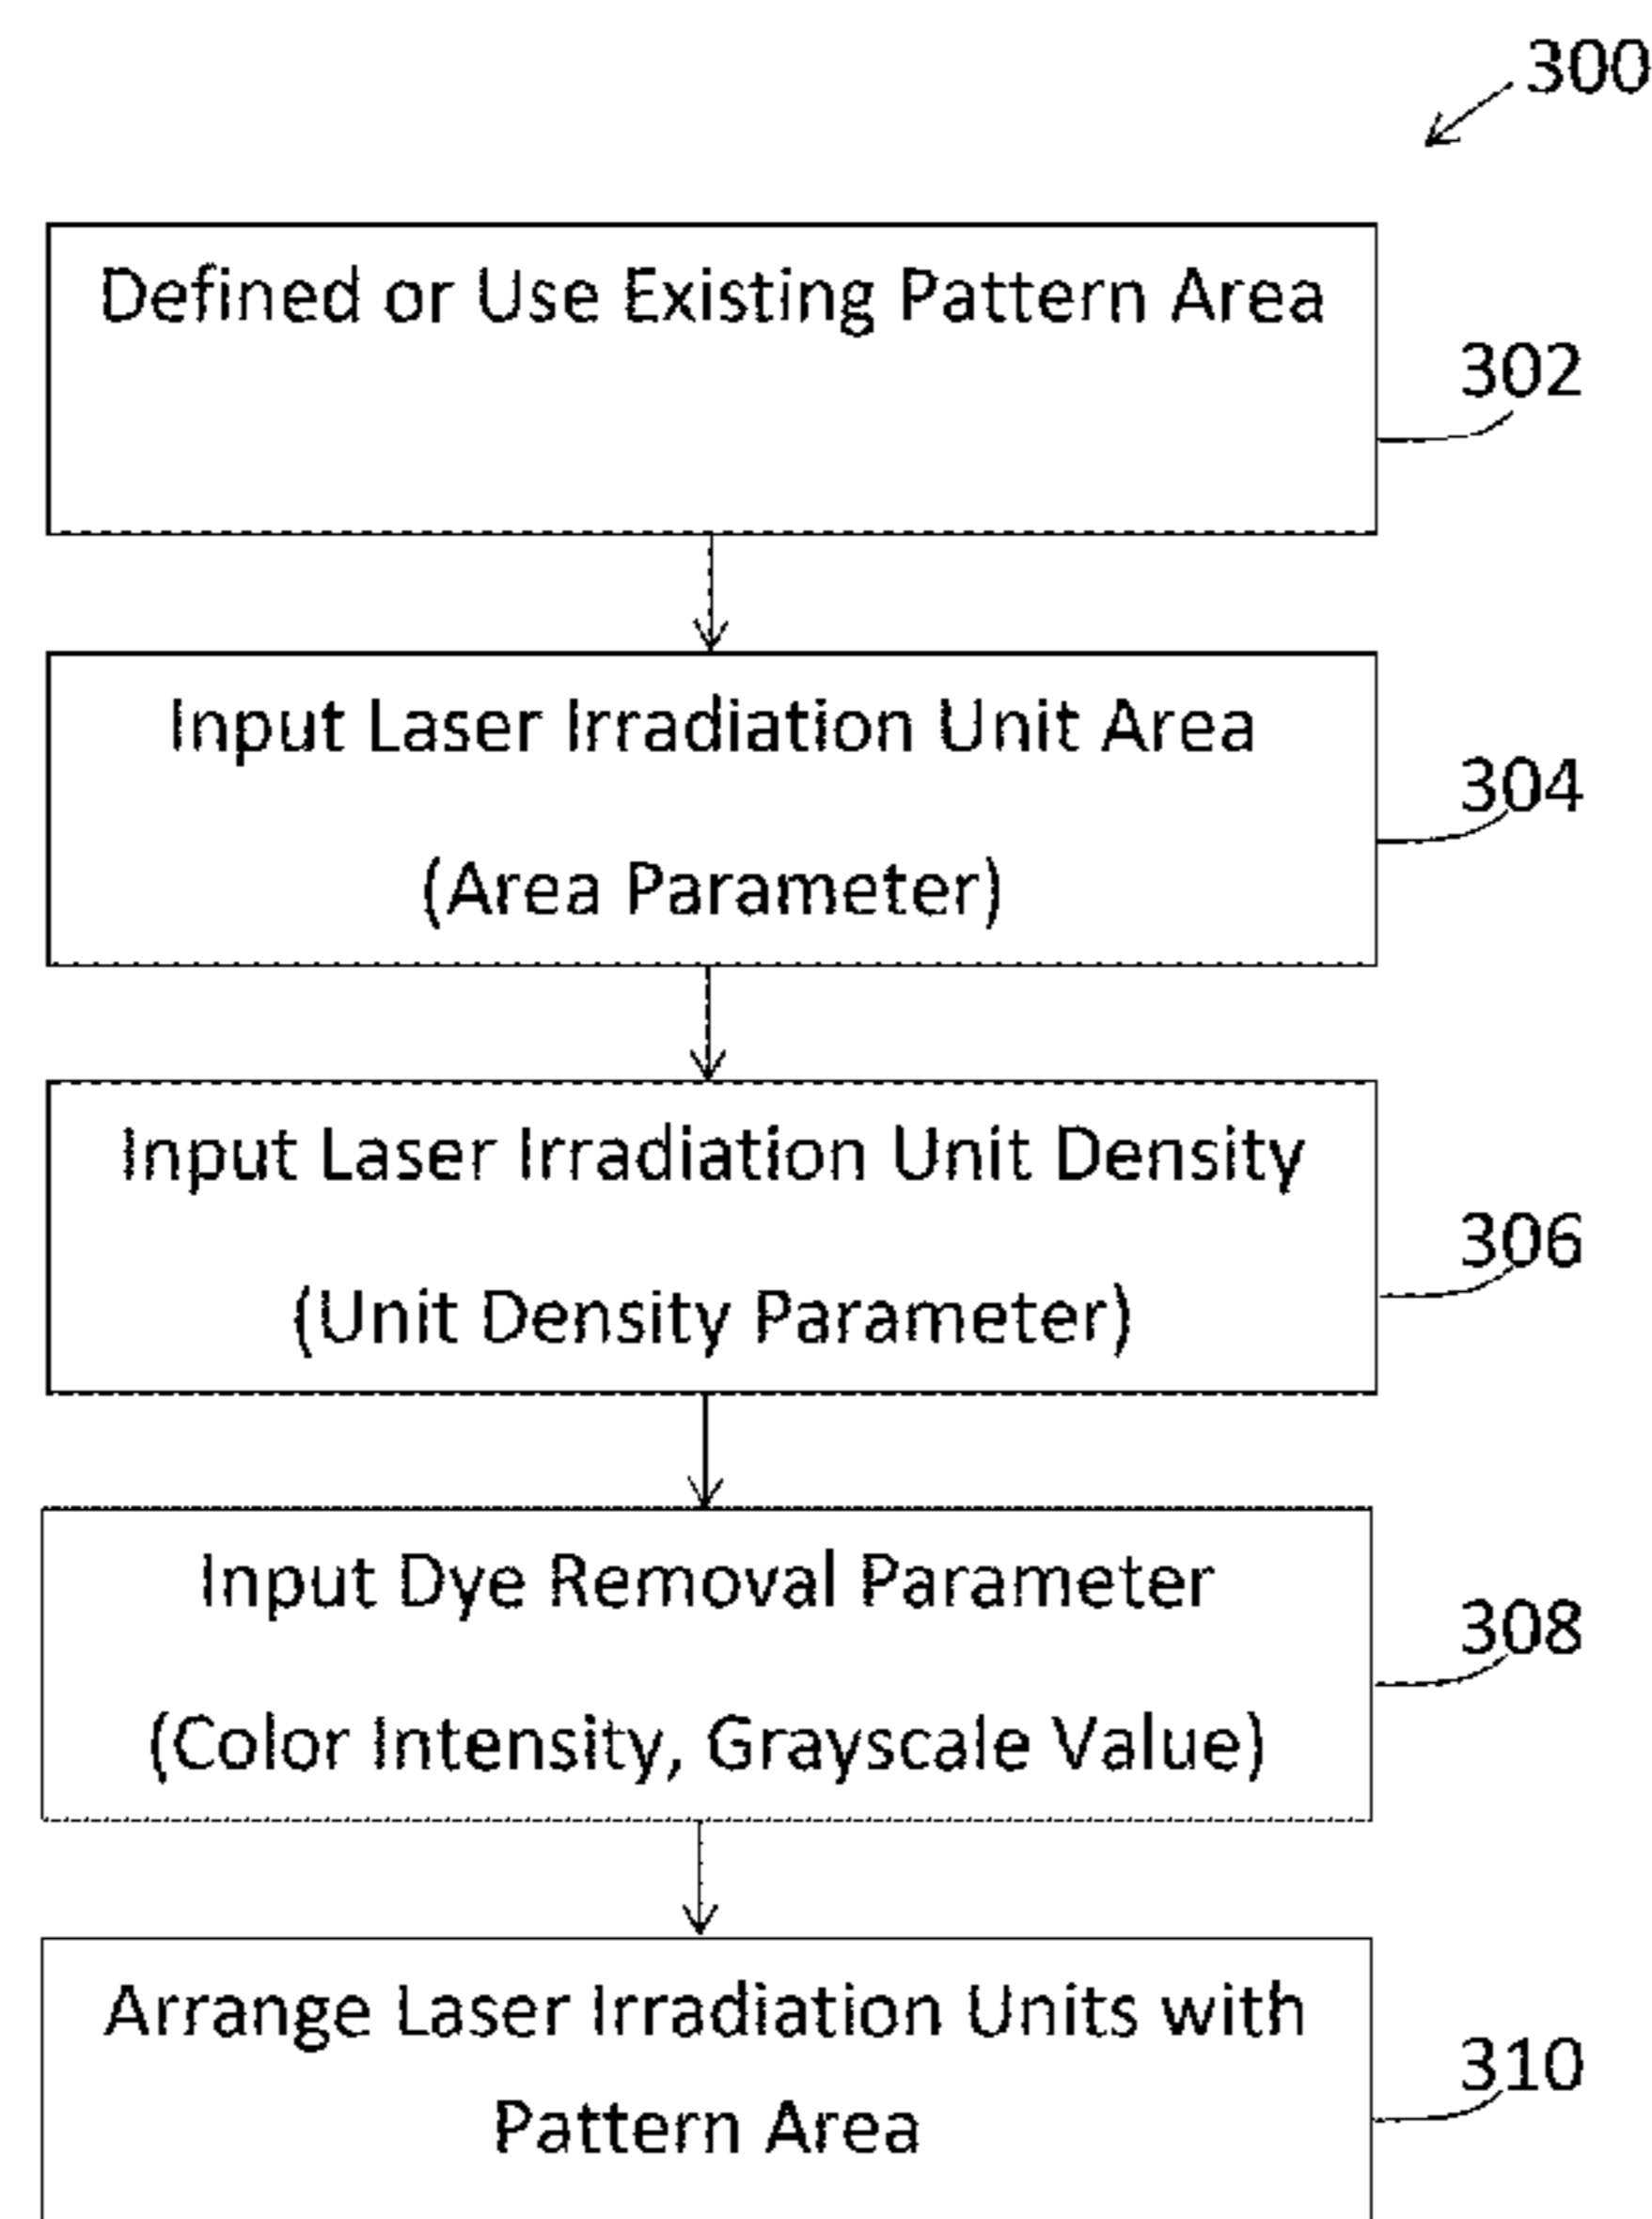 300
Defined or Use Existing Pattern Area
302
Input Laser Irradiation Unit Area
304
(Area Parameter)
Input Laser Irradiation Unit Density
306
(Unit Density Parameter)
Input Dye Removal Parameter
308
(Color Intensity, Grayscale Value)
Arrange Laser Irradiation Units with
310
Pattern Area